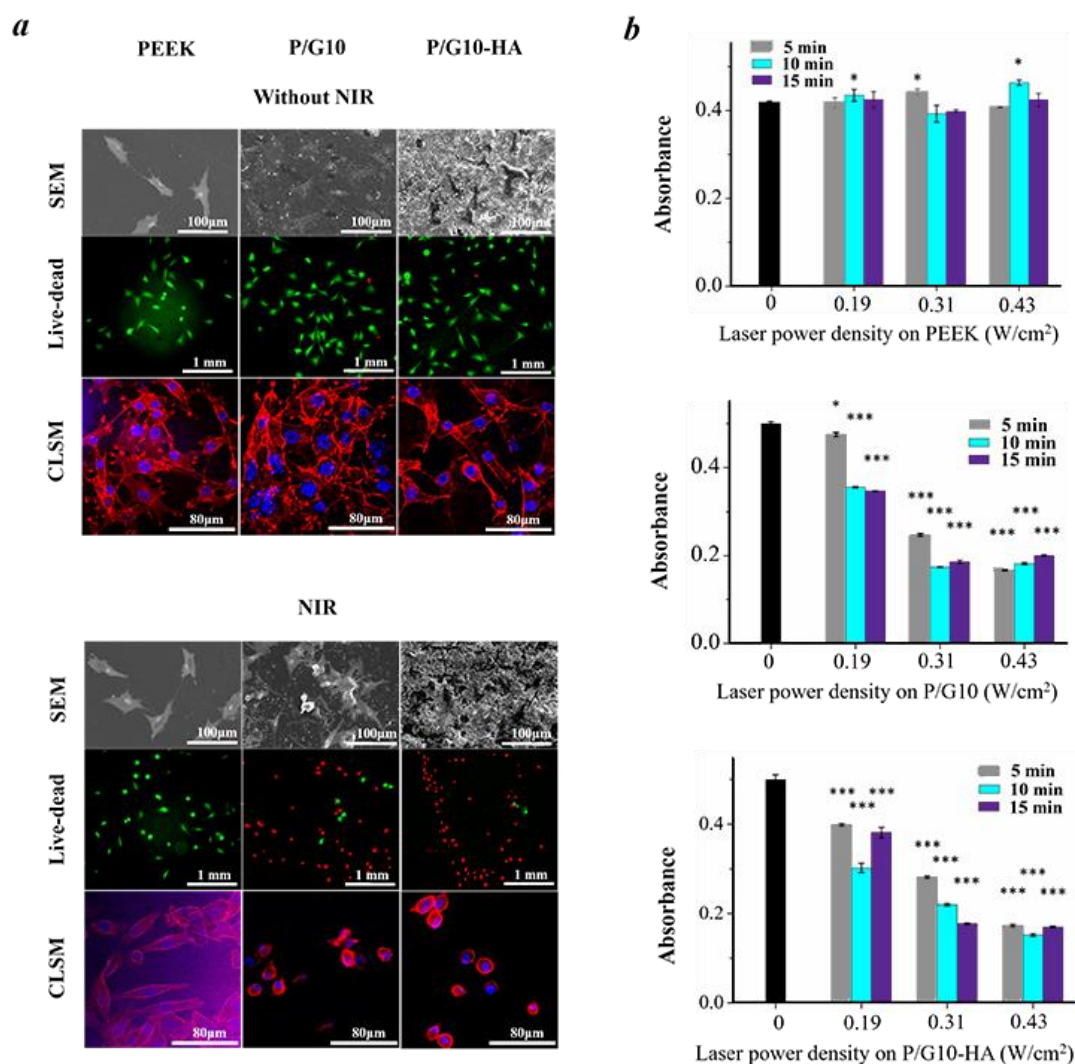 a
PEEK P/G10 P/G10-HA
Without NIR
SEM
100μm 100μm 100μm
Live-dead
1 mm 1 mm 1 mm
CLSM
80μm 80μm 80μm
NIR
SEM
100μm 100μm 100μm
Live-dead
1 mm 1 mm 1 mm
CLSM
80μm 80μm 80μm
b
5 min
10 min
15 min
* * *
Absorbance
0.4
0.2
0.0
0 0.19 0.31 0.43
Laser power density on PEEK (W/cm²)
5 min
10 min
15 min
* *** ***
*** *** ***
*** *** ***
Absorbance
0.4
0.2
0.0
0 0.19 0.31 0.43
Laser power density on P/G10 (W/cm²)
5 min
10 min
15 min
*** *** ***
*** *** ***
*** *** ***
Absorbance
0.4
0.2
0.0
0 0.19 0.31 0.43
Laser power density on P/G10-HA (W/cm²)